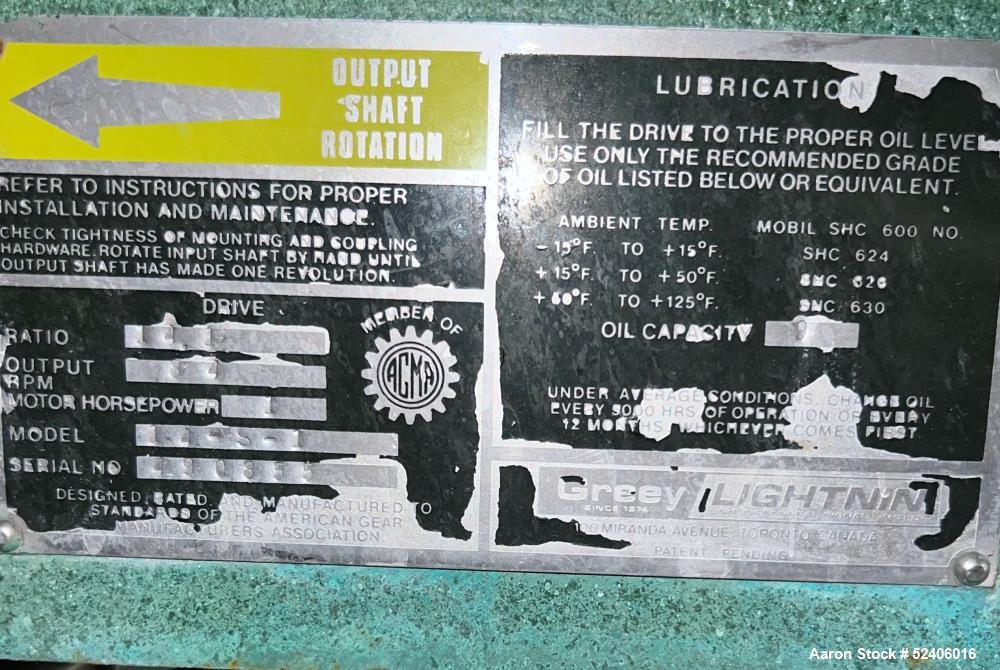 OUTPUT
SHAFT
ROTATION
REFER TO INSTRUCTIONS FOR PROPER
INSTALLATION AND MAINTENANCE.
CHECK TIGHTNESS OF MOUNTING AND COUPLING
HARDWARE. ROTATE INPUT SHAFT BY HAND UNTIL
OUTPUT SHAFT HAS MADE ONE REVOLUTION.
DRIVE
RATIO
OUTPUT
RPM
MOTOR HORSEPOWER
MODEL
SERIAL NO
MEMBER OF
AGMA
DESIGNED, RATED, AND MANUFACTURED TO
STANDARDS OF THE AMERICAN GEAR
MANUFACTURERS ASSOCIATION.
LUBRICATION
FILL THE DRIVE TO THE PROPER OIL LEVEL
USE ONLY THE RECOMMENDED GRADE
OF OIL LISTED BELOW OR EQUIVALENT.
AMBIENT TEMP. MOBIL SHC 600 NO.
-15°F. TO +15°F. SHC 624
+15°F. TO +50°F. SHC 626
+50°F. TO +125°F. SHC 630
OIL CAPACITY
UNDER AVERAGE CONDITIONS, CHANGE OIL
EVERY 5000 HRS OF OPERATION OR EVERY
12 MONTHS WHICHEVER COMES FIRST
Greey LIGHTNIN
SINCE 1874
100 MIRANDA AVENUE, TORONTO CANADA
PATENT PENDING
Aaron Stock # 52406016